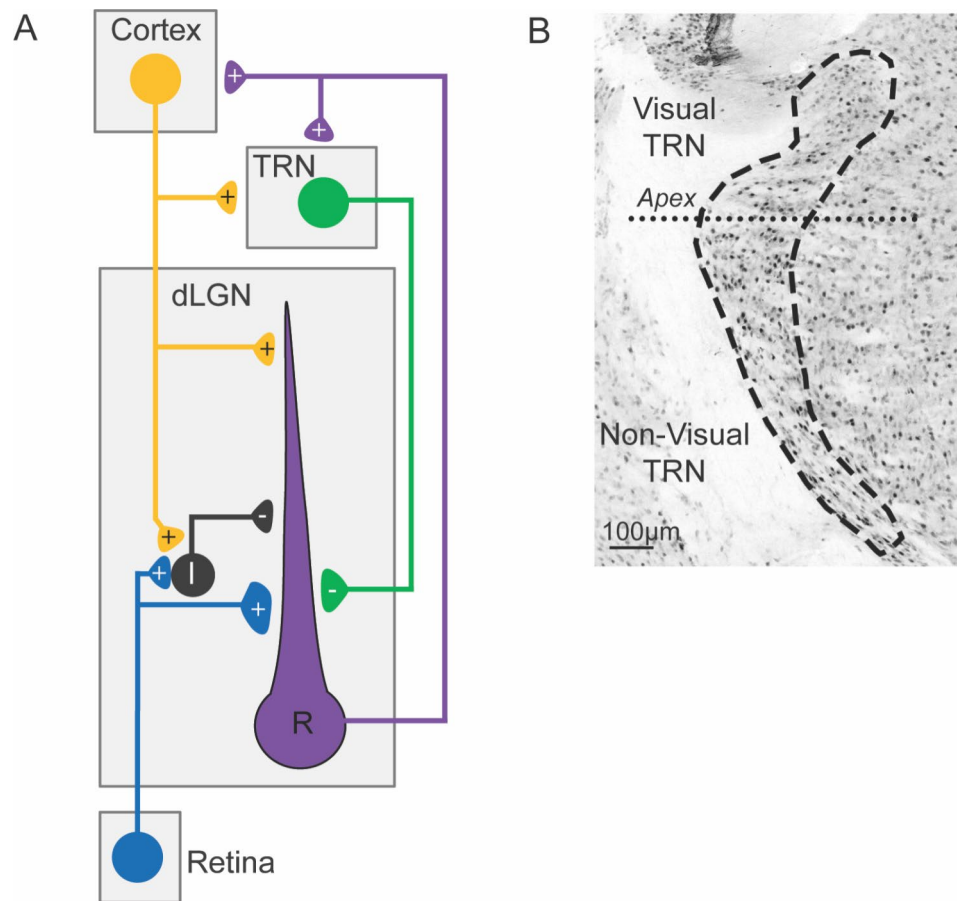 A
Cortex
+
+
TRN
+
+
dLGN
+
-
+
+
I
+
-
R
Retina
B
Visual
TRN
Apex
Non-Visual
TRN
100µm